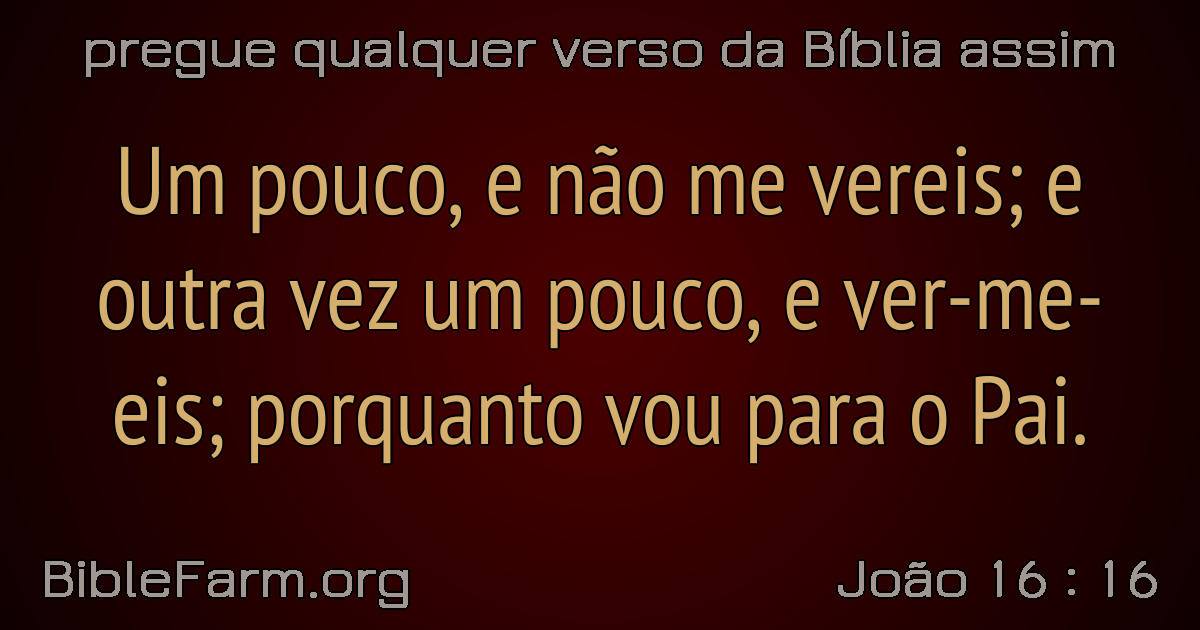 pregue qualquer verso da Bíblia assim
Um pouco, e não me vereis; e
outra vez um pouco, e ver-me-
eis; porquanto vou para o Pai.
BibleFarm.org
João 16 : 16